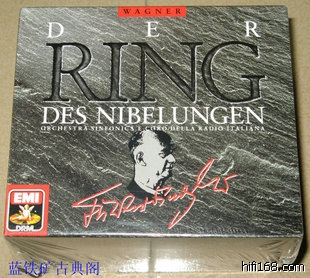 WAGNER
DER
RING
DES NIBELUNGEN
ORCHESTRA SINFONICA E CORO DELLA RADIO ITALIANA
EMI
DRM
蓝铁矿古典阁
hifi168.com